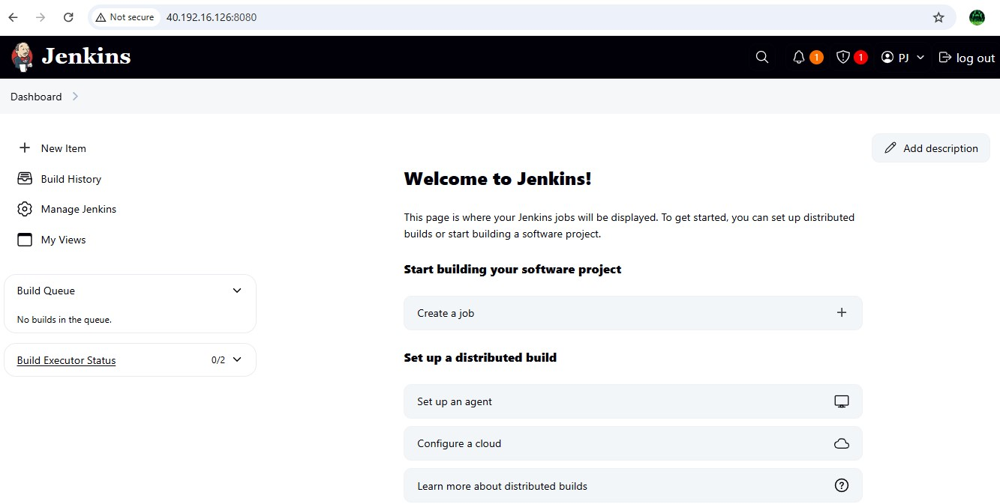 Not secure 40.192.16.126:8080
Jenkins
1 1 PJ log out
Dashboard
New Item
Add description
Build History
Manage Jenkins
My Views
Build Queue
No builds in the queue.
Build Executor Status 0/2
Welcome to Jenkins!
This page is where your Jenkins jobs will be displayed. To get started, you can set up distributed
builds or start building a software project.
Start building your software project
Create a job
Set up a distributed build
Set up an agent
Configure a cloud
Learn more about distributed builds